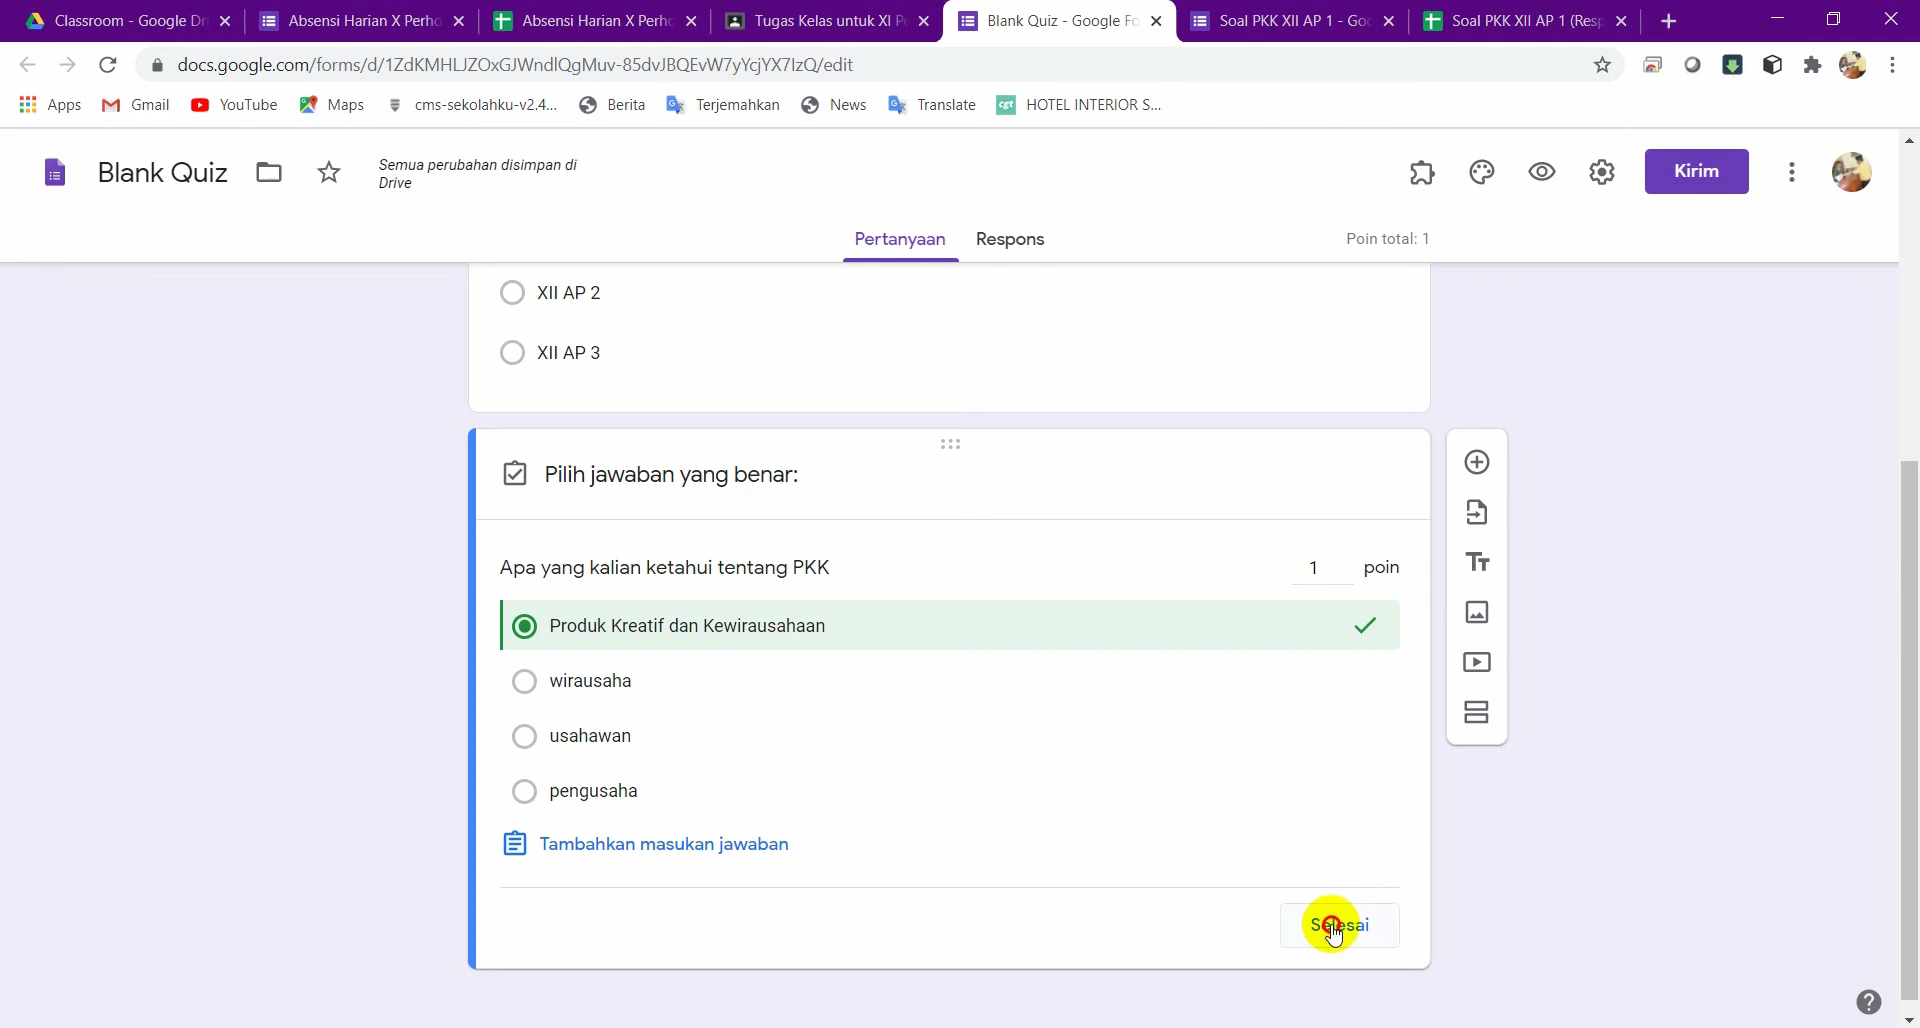 Classroom - Google Dri
Absensi Harian X Perho
Absensi Harian X Perho
Tugas Kelas untuk XI P
Blank Quiz - Google Fo
Soal PKK XII AP 1 - Goo
Soal PKK XII AP 1 (Resp
docs.google.com/forms/d/1ZdKMHLJZOxGJWndlQgMuv-85dvJBQEvW7yYcjYX7IzQ/edit
Apps
Gmail
YouTube
Maps
cms-sekolahku-v2.4...
Berita
Terjemahkan
News
Translate
cgt HOTEL INTERIOR S...
Blank Quiz
Semua perubahan disimpan di
Drive
Kirim
Pertanyaan
Respons
Poin total: 1
XII AP 2
XII AP 3
Pilih jawaban yang benar:
Apa yang kalian ketahui tentang PKK
1 poin
Produk Kreatif dan Kewirausahaan
wirausaha
usahawan
pengusaha
Tambahkan masukan jawaban
Selesai